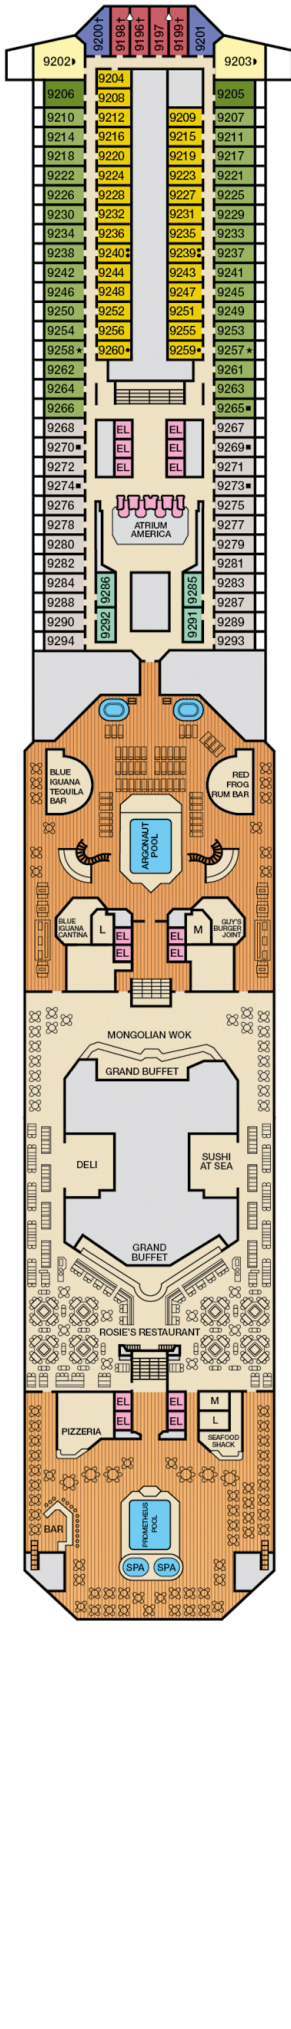 9200† 9198† 9196† 9197 9199† 9201
9202◗ 9203◗
9204
9206 9208 9205
9210 9212 9209 9207
9214 9216 9215 9211
9218 9220 9219 9217
9222 9224 9223 9221
9226 9228 9227 9225
9230 9232 9231 9229
9234 9236 9235 9233
9238 9240 9239 9237
9242 9244 9243 9241
9246 9248 9247 9245
9250 9252 9251 9249
9254 9256 9255 9253
9258★ 9260• 9259• 9257★
9262 9261
9264 9263
9266 9265■
9268 EL EL 9267
9270■ EL EL 9269■
9272 EL EL 9271
9274■ 9273■
9276 9275
9278 ATRIUM 9277
AMERICA
9280 9279
9282 9281
9284 9286 9285 9283
9288 9292 9291 9287
9290 9289
9294 9293
BLUE
IGUANA
TEQUILA
BAR
RED
FROG
RUM BAR
ARGONAUT
POOL
BLUE
IGUANA
CANTINA
L
M
GUY'S
BURGER
JOINT
EL EL
EL EL
MONGOLIAN WOK
GRAND BUFFET
DELI
SUSHI
AT SEA
GRAND
BUFFET
ROSIE'S RESTAURANT
EL EL M
EL EL L
PIZZERIA
SEAFOOD
SHACK
BAR
PROMETHEUS
POOL
SPA SPA